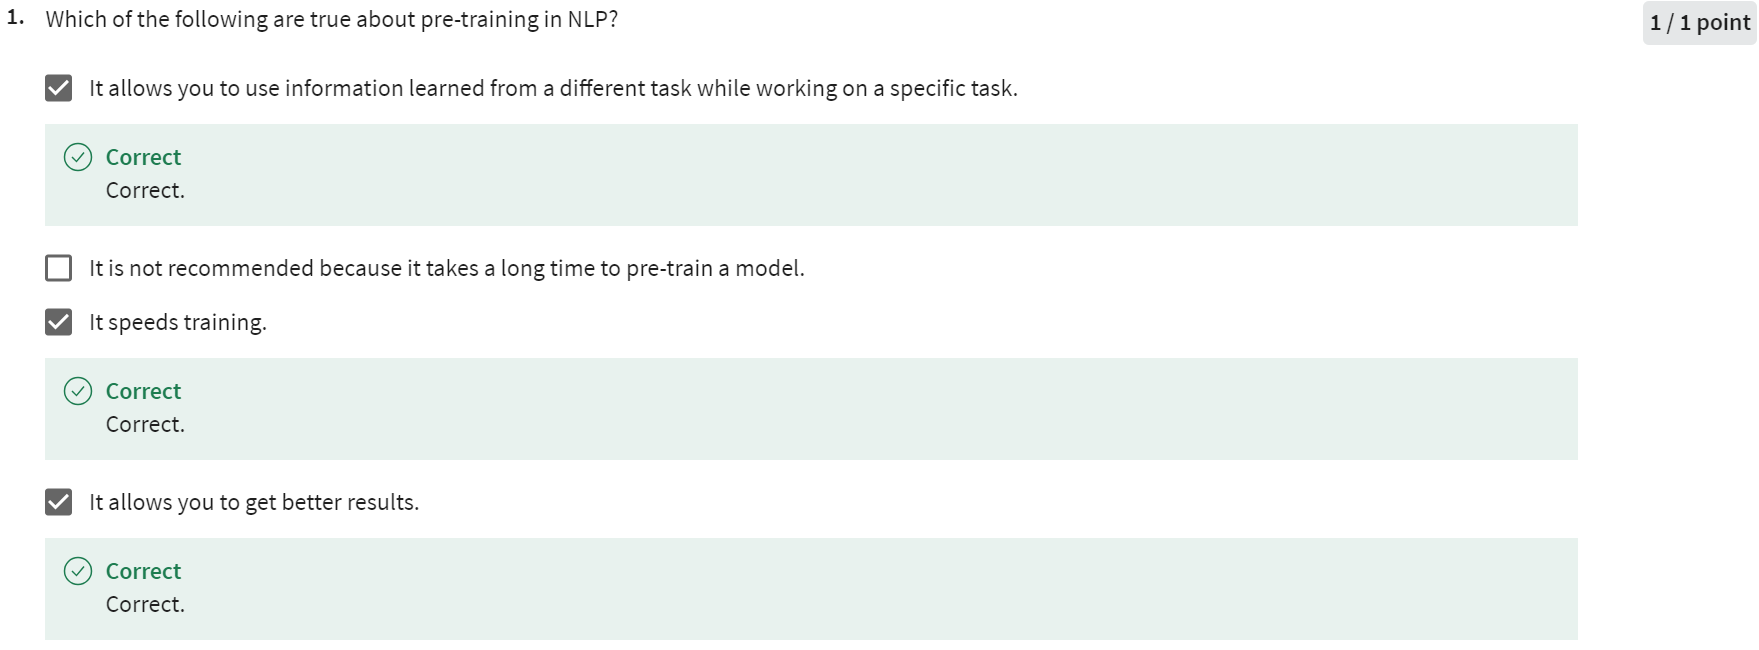 1. Which of the following are true about pre-training in NLP?
1 / 1 point
It allows you to use information learned from a different task while working on a specific task.
Correct
Correct.
It is not recommended because it takes a long time to pre-train a model.
It speeds training.
Correct
Correct.
It allows you to get better results.
Correct
Correct.